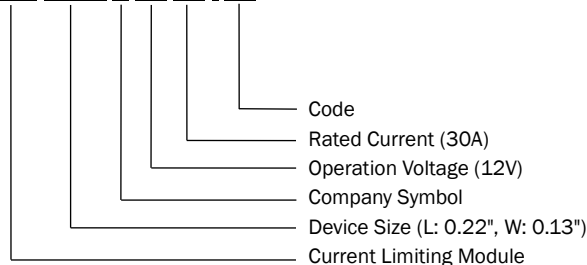 Code
Rated Current (30A)
Operation Voltage (12V)
Company Symbol
Device Size (L: 0.22", W: 0.13")
Current Limiting Module